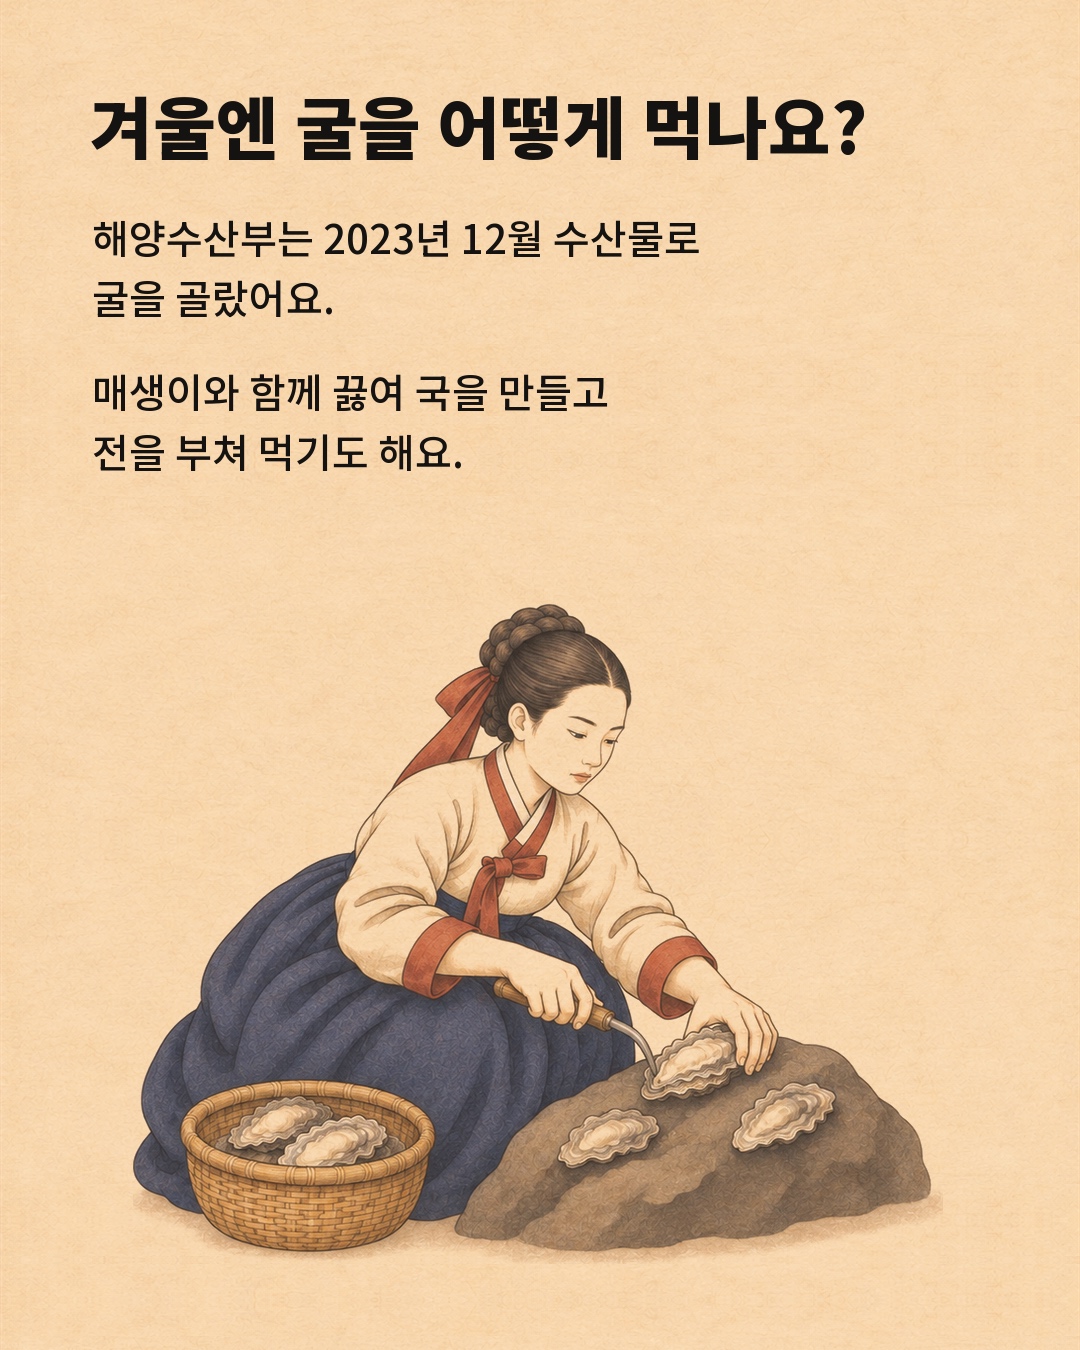 겨울엔 굴을 어떻게 먹나요?
해양수산부는 2023년 12월 수산물로
굴을 골랐어요.
매생이와 함께 끓여 국을 만들고
전을 부쳐 먹기도 해요.